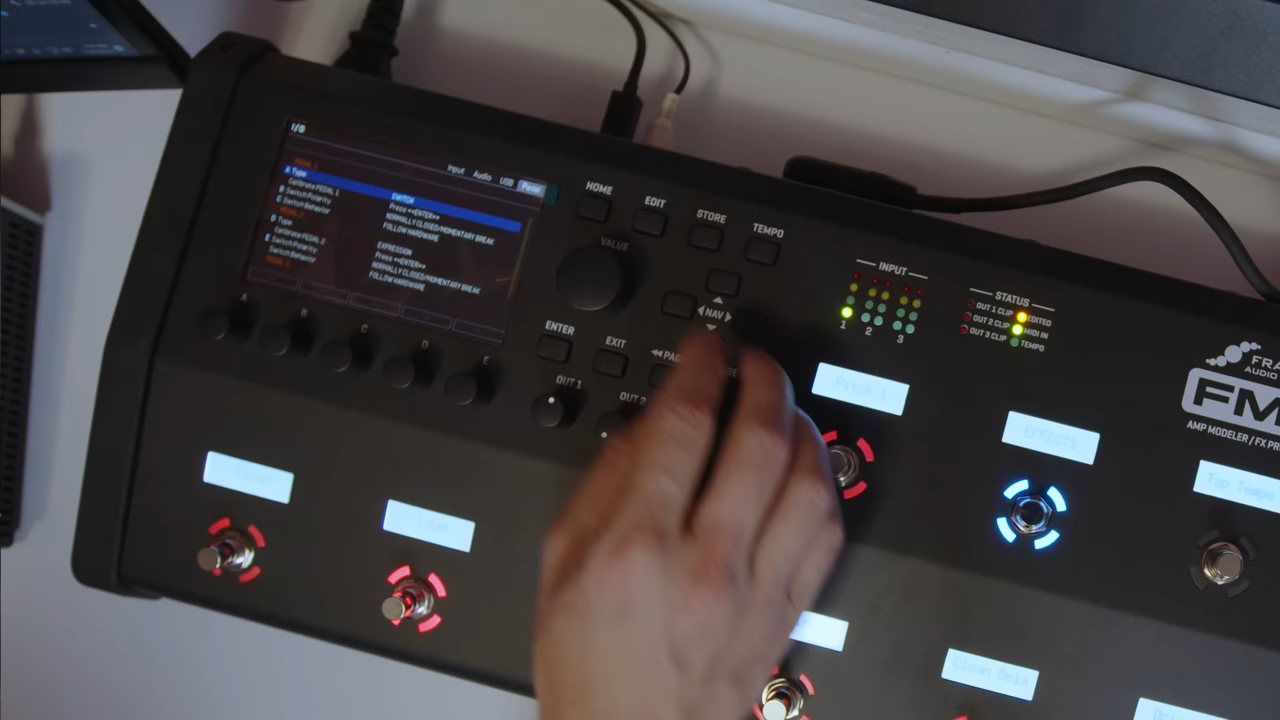 I/O
Input Audio USB Pedal
PEDAL 1
A Type SWITCH
Calibrate PEDAL 1 Press <<ENTER>>
B Switch Polarity NORMALLY CLOSED/MOMENTARY BREAK
C Switch Behavior FOLLOW HARDWARE
D Type EXPRESSION
Calibrate PEDAL 2 Press <<ENTER>>
E Switch Polarity NORMALLY CLOSED/MOMENTARY BREAK
Switch Behavior FOLLOW HARDWARE
A B C D E
HOME EDIT STORE TEMPO
VALUE
NAV
ENTER EXIT
OUT 1 OUT 2
INPUT
1 2 3
STATUS
OUT 1 CLIP EDITED
OUT 2 CLIP MIDI IN
OUT 3 CLIP TEMPO
FRA
AUDIO
FM
AMP MODELER / FX PR
Pitch 1
EFFECTS
Tap Tempo
Clean Dela